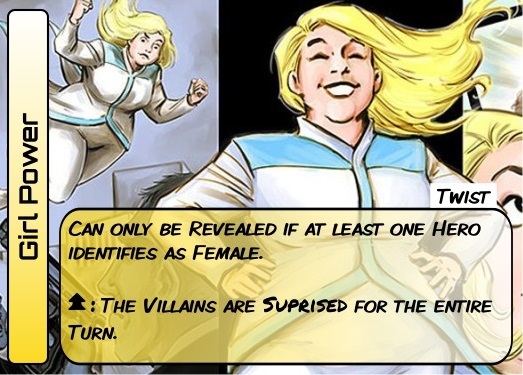 Girl Power
Twist
Can only be Revealed if at least one Hero
identifies as Female.
: The Villains are Suprised for the entire
Turn.